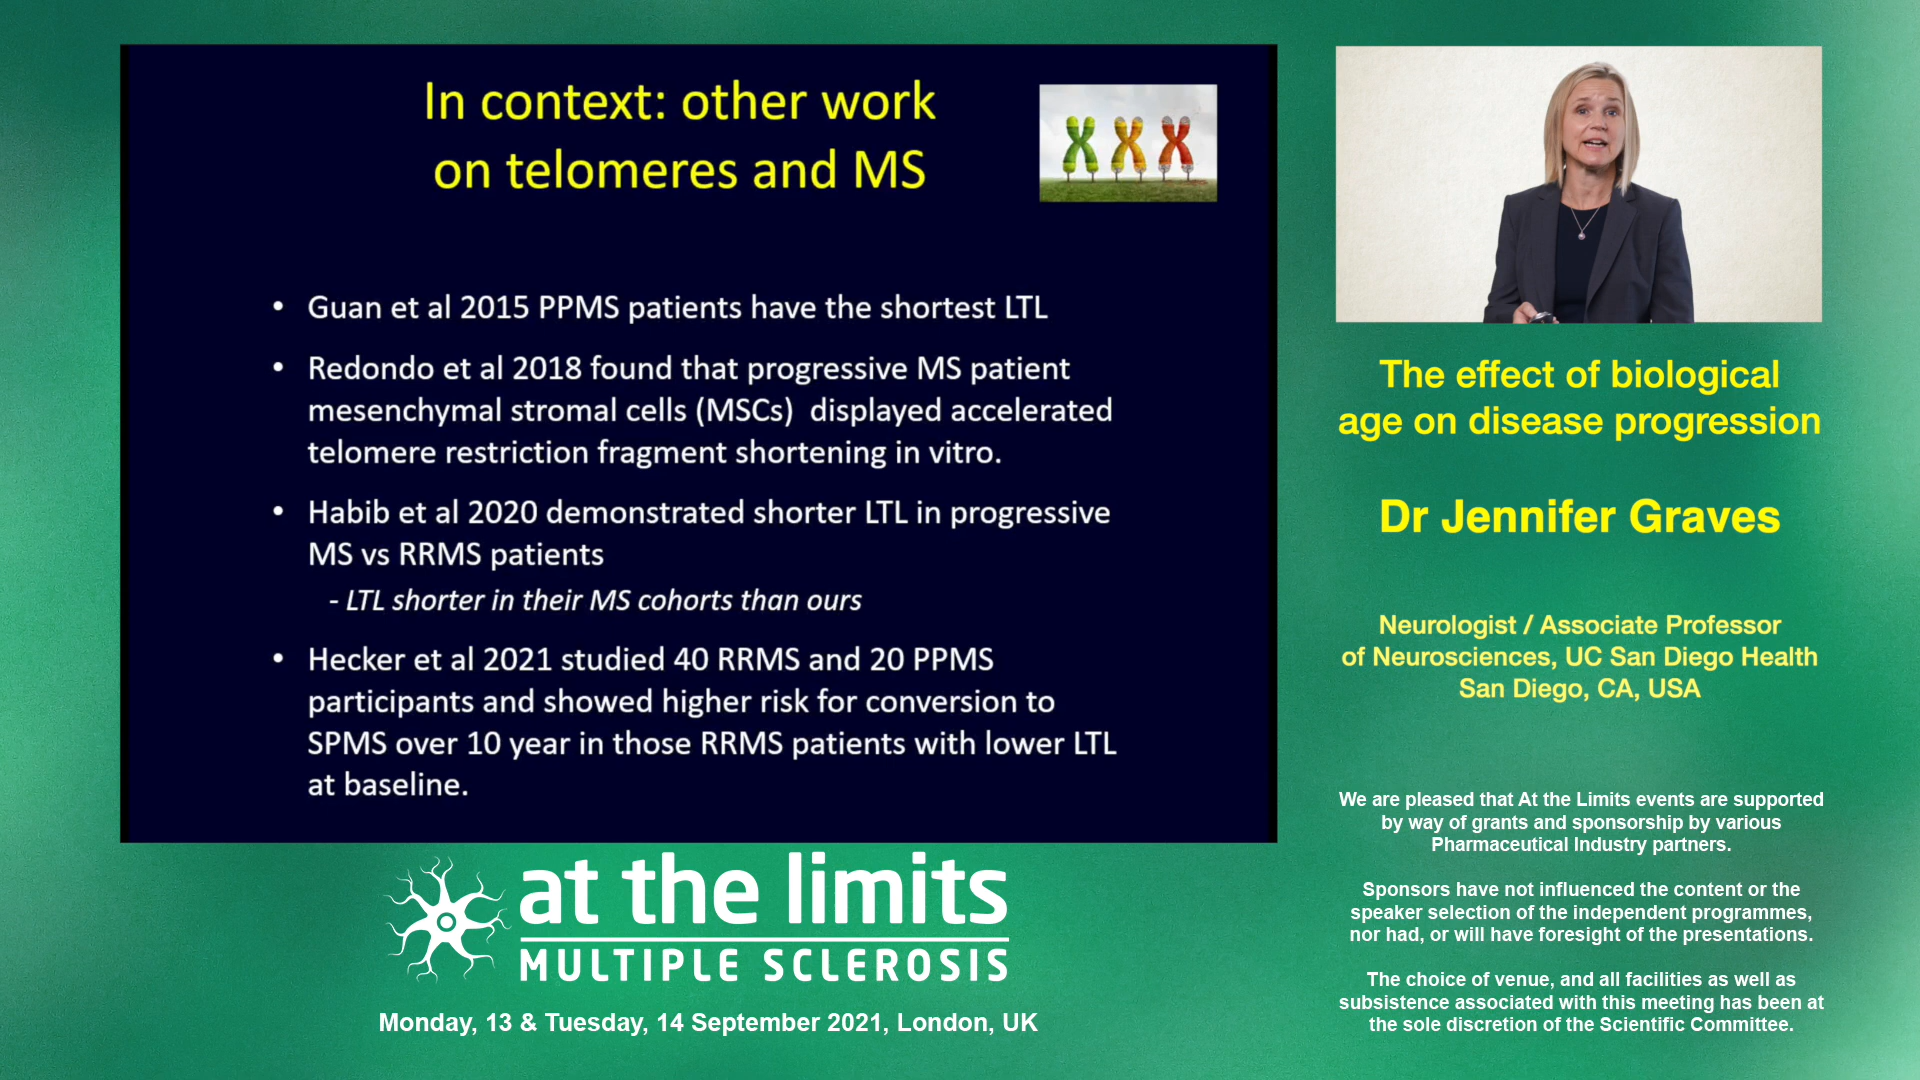 In context: other work
on telomeres and MS
• Guan et al 2015 PPMS patients have the shortest LTL
• Redondo et al 2018 found that progressive MS patient
mesenchymal stromal cells (MSCs) displayed accelerated
telomere restriction fragment shortening in vitro.
• Habib et al 2020 demonstrated shorter LTL in progressive
MS vs RRMS patients
- LTL shorter in their MS cohorts than ours
• Hecker et al 2021 studied 40 RRMS and 20 PPMS
participants and showed higher risk for conversion to
SPMS over 10 year in those RRMS patients with lower LTL
at baseline.
at the limits
MULTIPLE SCLEROSIS
Monday, 13 & Tuesday, 14 September 2021, London, UK
The effect of biological
age on disease progression
Dr Jennifer Graves
Neurologist / Associate Professor
of Neurosciences, UC San Diego Health
San Diego, CA, USA
We are pleased that At the Limits events are supported
by way of grants and sponsorship by various
Pharmaceutical Industry partners.
Sponsors have not influenced the content or the
speaker selection of the independent programmes,
nor had, or will have foresight of the presentations.
The choice of venue, and all facilities as well as
subsistence associated with this meeting has been at
the sole discretion of the Scientific Committee.